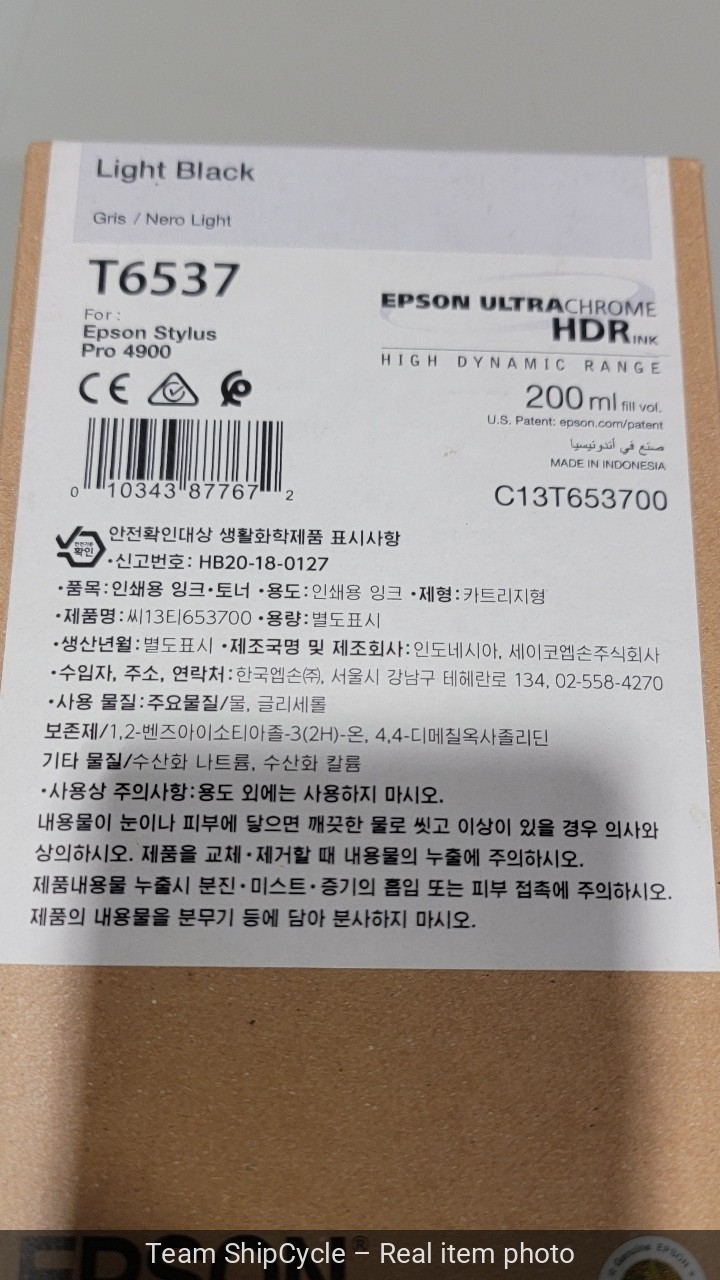 Light Black
Gris / Nero Light
T6537
For :
Epson Stylus
Pro 4900
EPSON ULTRACHROME
HDR INK
HIGH DYNAMIC RANGE
200 ml fill vol.
U.S. Patent: epson.com/patent
صنع في أندونيسيا
MADE IN INDONESIA
C13T653700
0 10343 87767 2
확인
안전확인대상 생활화학제품 표시사항
•신고번호: HB20-18-0127
•품목:인쇄용 잉크•토너 •용도:인쇄용 잉크 •제형:카트리지형
•제품명:씨13티653700 •용량:별도표시
•생산년월:별도표시 •제조국명 및 제조회사:인도네시아, 세이코엡손주식회사
•수입자, 주소, 연락처:한국엡손㈜, 서울시 강남구 테헤란로 134, 02-558-4270
•사용 물질:주요물질/물, 글리세롤
보존제/1,2-벤즈아이소티아졸-3(2H)-온, 4,4-디메칠옥사졸리딘
기타 물질/수산화 나트륨, 수산화 칼륨
•사용상 주의사항:용도 외에는 사용하지 마시오.
내용물이 눈이나 피부에 닿으면 깨끗한 물로 씻고 이상이 있을 경우 의사와
상의하시오. 제품을 교체•제거할 때 내용물의 누출에 주의하시오.
제품내용물 누출시 분진•미스트•증기의 흡입 또는 피부 접촉에 주의하시오.
제품의 내용물을 분무기 등에 담아 분사하지 마시오.
EPSON®
Genuine EPSON
Team ShipCycle – Real item photo